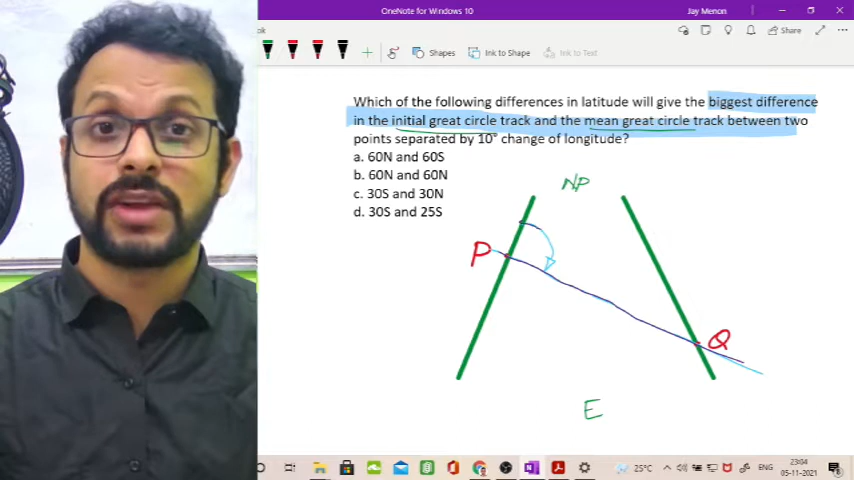 OneNote for Windows 10
Jay Menon
Share
Shapes
Ink to Shape
Ink to Text
Which of the following differences in latitude will give the biggest difference
in the initial great circle track and the mean great circle track between two
points separated by 10° change of longitude?
a. 60N and 60S
b. 60N and 60N
c. 30S and 30N
d. 30S and 25S
NP
P
Q
E
25°C
ENG
23:04
05-11-2021